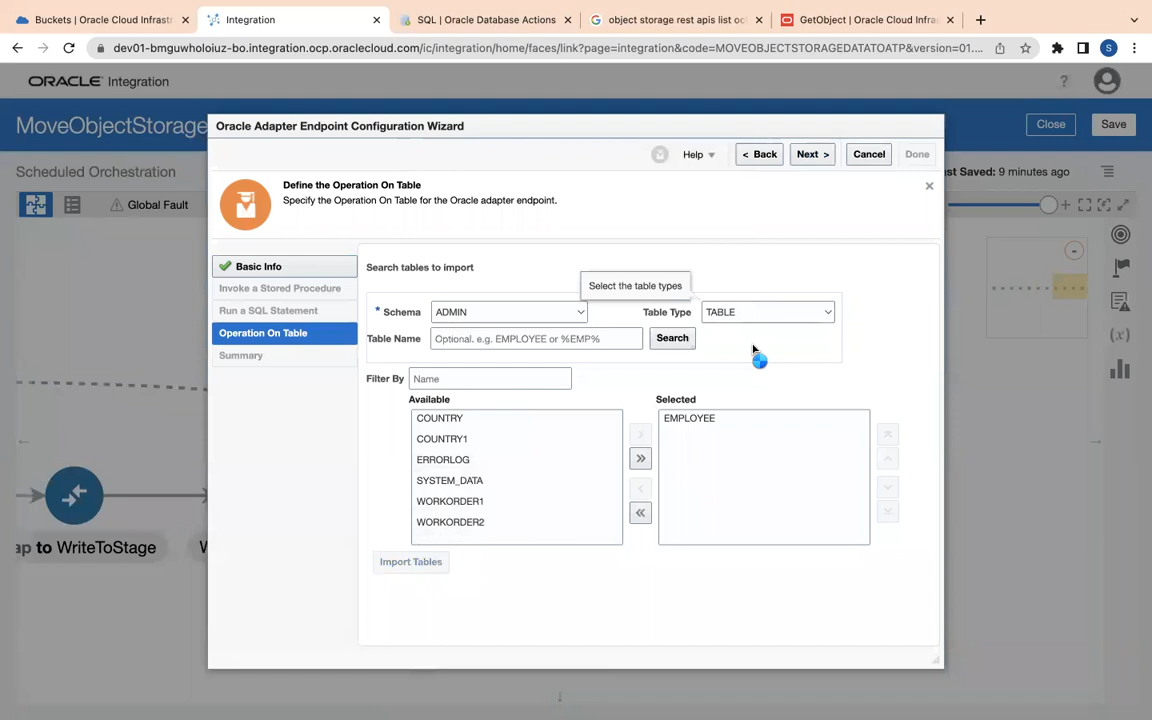 Buckets | Oracle Cloud Infrast
Integration
SQL | Oracle Database Actions
object storage rest apis list oc
GetObject | Oracle Cloud Infra
dev01-bmguwholoiuz-bo.integration.ocp.oraclecloud.com/ic/integration/home/faces/link?page=integration&code=MOVEOBJECTSTORAGEDATATOATP&version=01....
S
ORACLE Integration
MoveObjectStorage
Close
Save
Scheduled Orchestration
st Saved: 9 minutes ago
Global Fault
Oracle Adapter Endpoint Configuration Wizard
Help
< Back
Next >
Cancel
Done
Define the Operation On Table
Specify the Operation On Table for the Oracle adapter endpoint.
Basic Info
Invoke a Stored Procedure
Run a SQL Statement
Operation On Table
Summary
Search tables to import
Select the table types
* Schema ADMIN
Table Type TABLE
Table Name Optional. e.g. EMPLOYEE or %EMP%
Search
Filter By Name
Available
Selected
COUNTRY
COUNTRY1
ERRORLOG
SYSTEM_DATA
WORKORDER1
WORKORDER2
EMPLOYEE
Import Tables
ap to WriteToStage
W
(x)